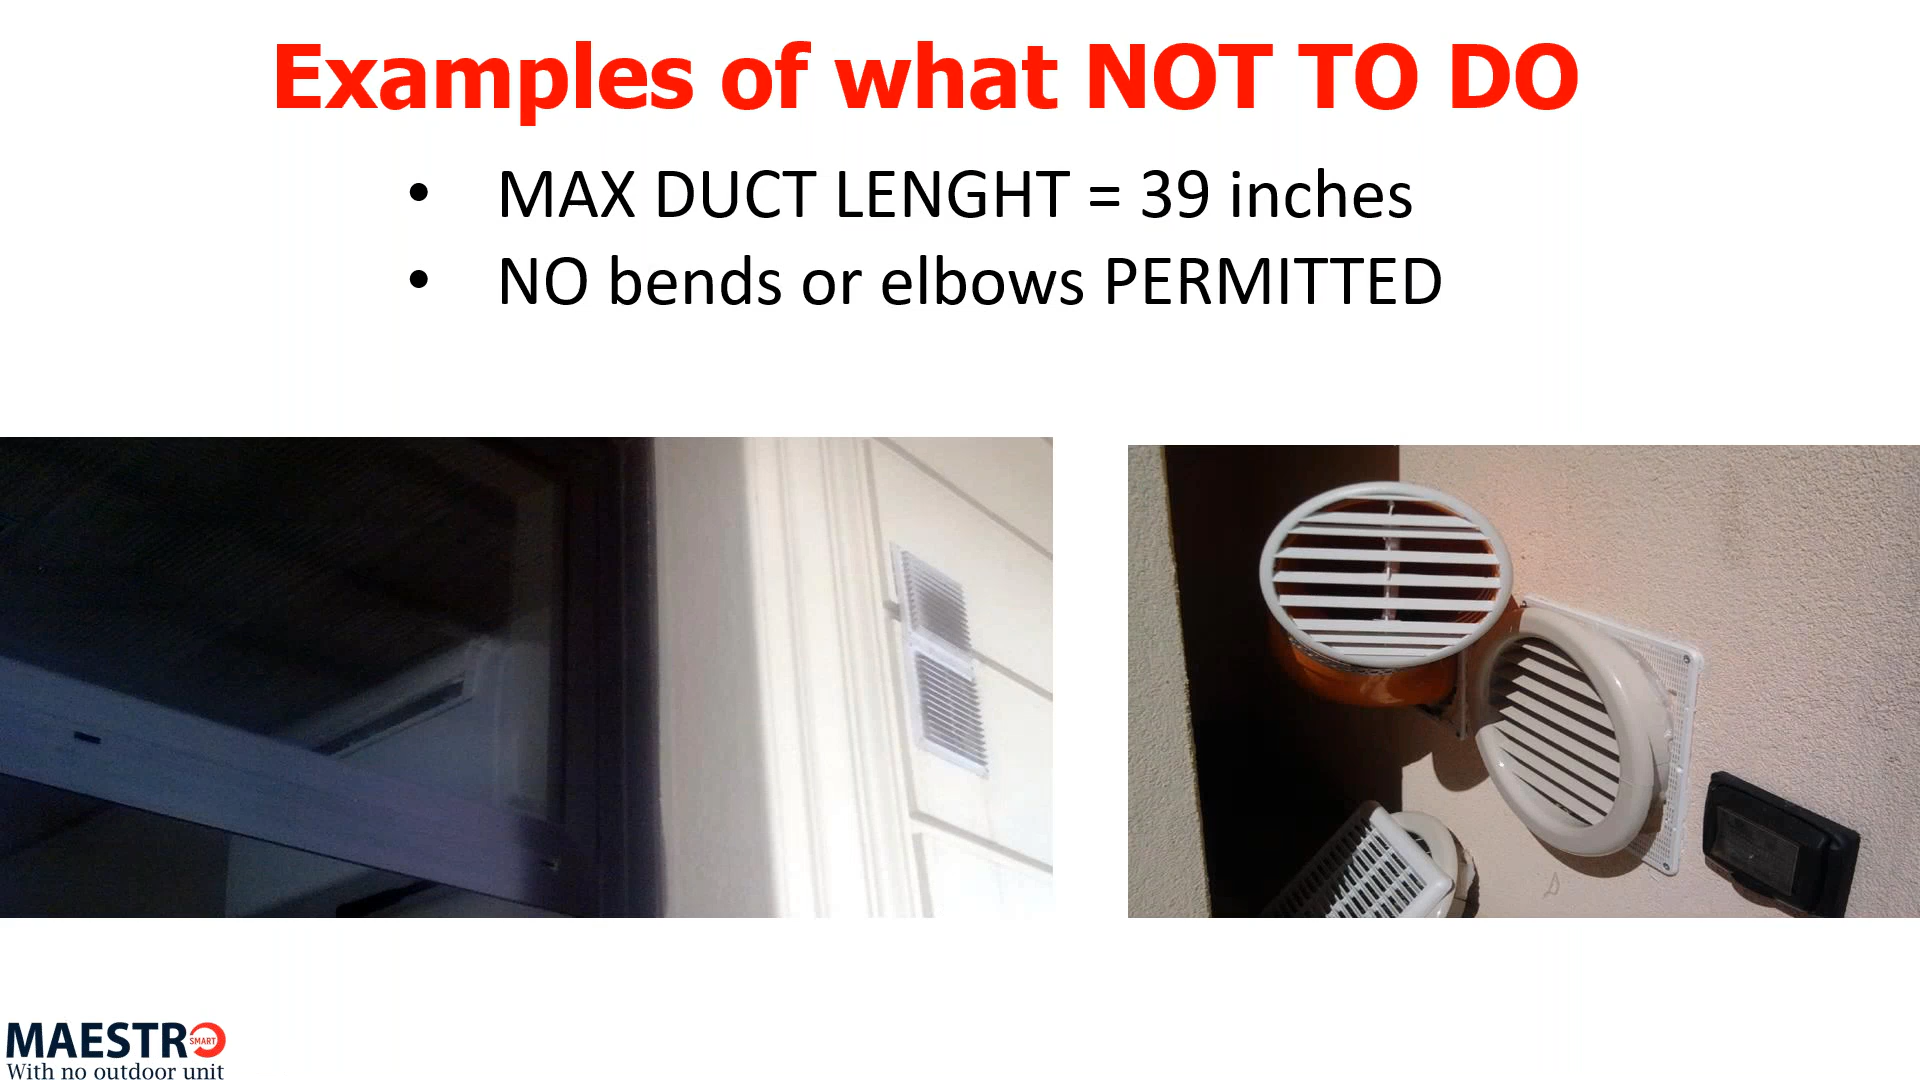 Examples of what NOT TO DO
• MAX DUCT LENGHT = 39 inches
• NO bends or elbows PERMITTED
MAESTRO SMART
With no outdoor unit